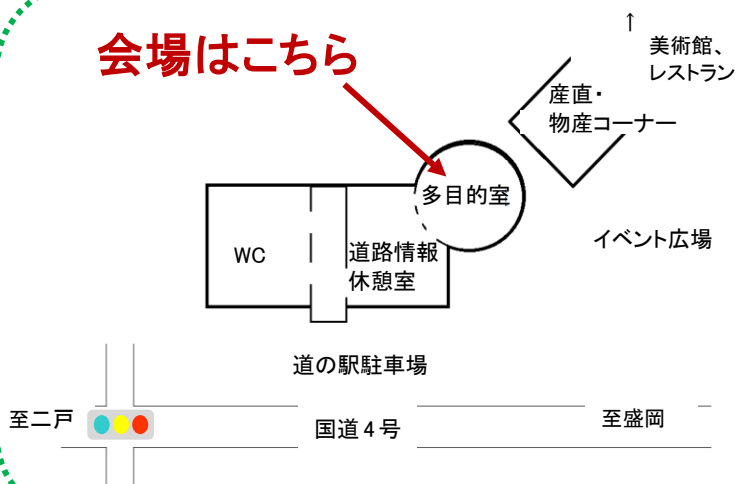 会場はこちら
↑
美術館、
レストラン
産直・
物産コーナー
多目的室
イベント広場
WC
道路情報
休憩室
道の駅駐車場
至二戸
国道4号
至盛岡